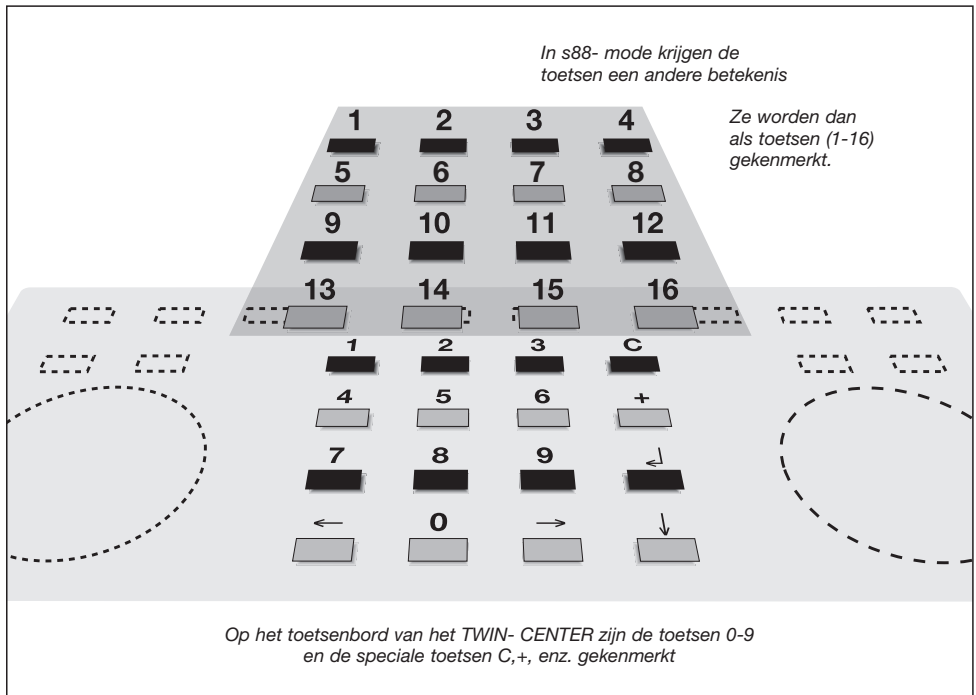 In s88- mode krijgen de
toetsen een andere betekenis
Ze worden dan
als toetsen (1-16)
gekenmerkt.
1 2 3 4
5 6 7 8
9 10 11 12
13 14 15 16
1 2 3 C
4 5 6 +
7 8 9 ↲
← 0 → ↓
Op het toetsenbord van het TWIN- CENTER zijn de toetsen 0-9
en de speciale toetsen C,+, enz. gekenmerkt